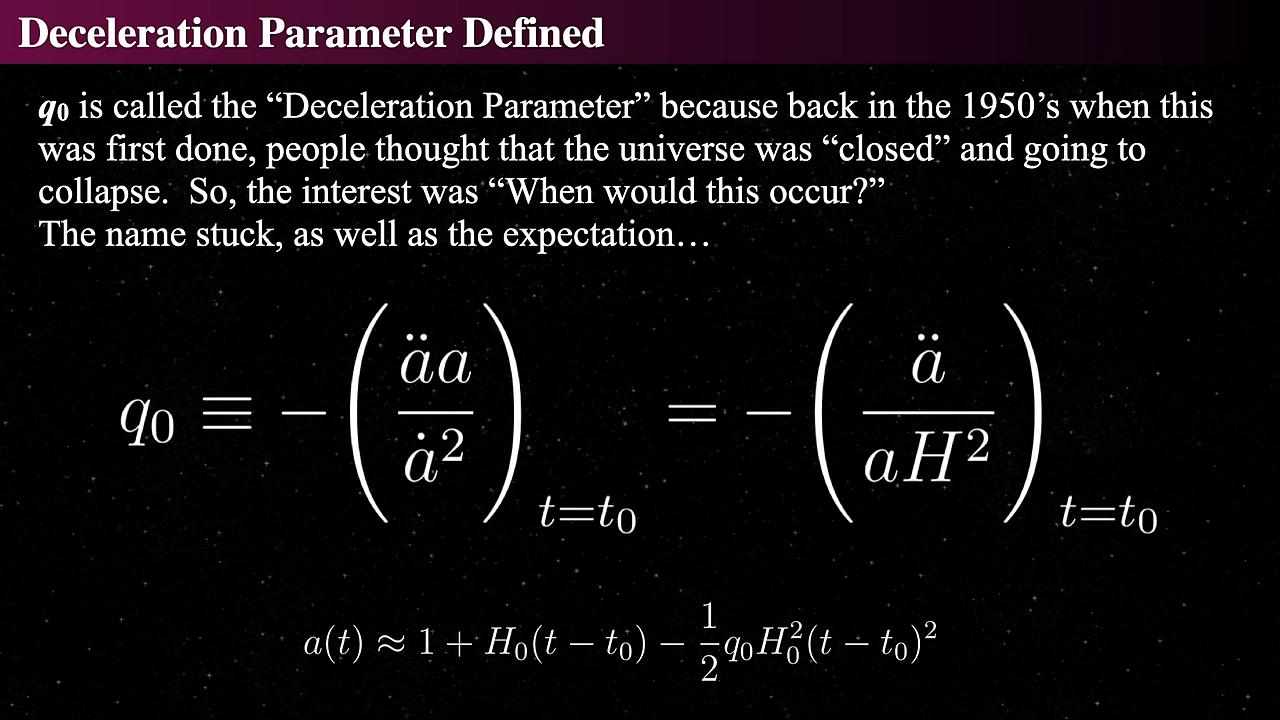 Deceleration Parameter Defined
q₀ is called the “Deceleration Parameter” because back in the 1950’s when this
was first done, people thought that the universe was “closed” and going to
collapse.  So, the interest was “When would this occur?”
The name stuck, as well as the expectation…
q₀ ≡ −(äa / ȧ²)_{t=t₀} = −(ä / aH²)_{t=t₀}
a(t) ≈ 1 + H₀(t − t₀) − 1/2 q₀H₀²(t − t₀)²